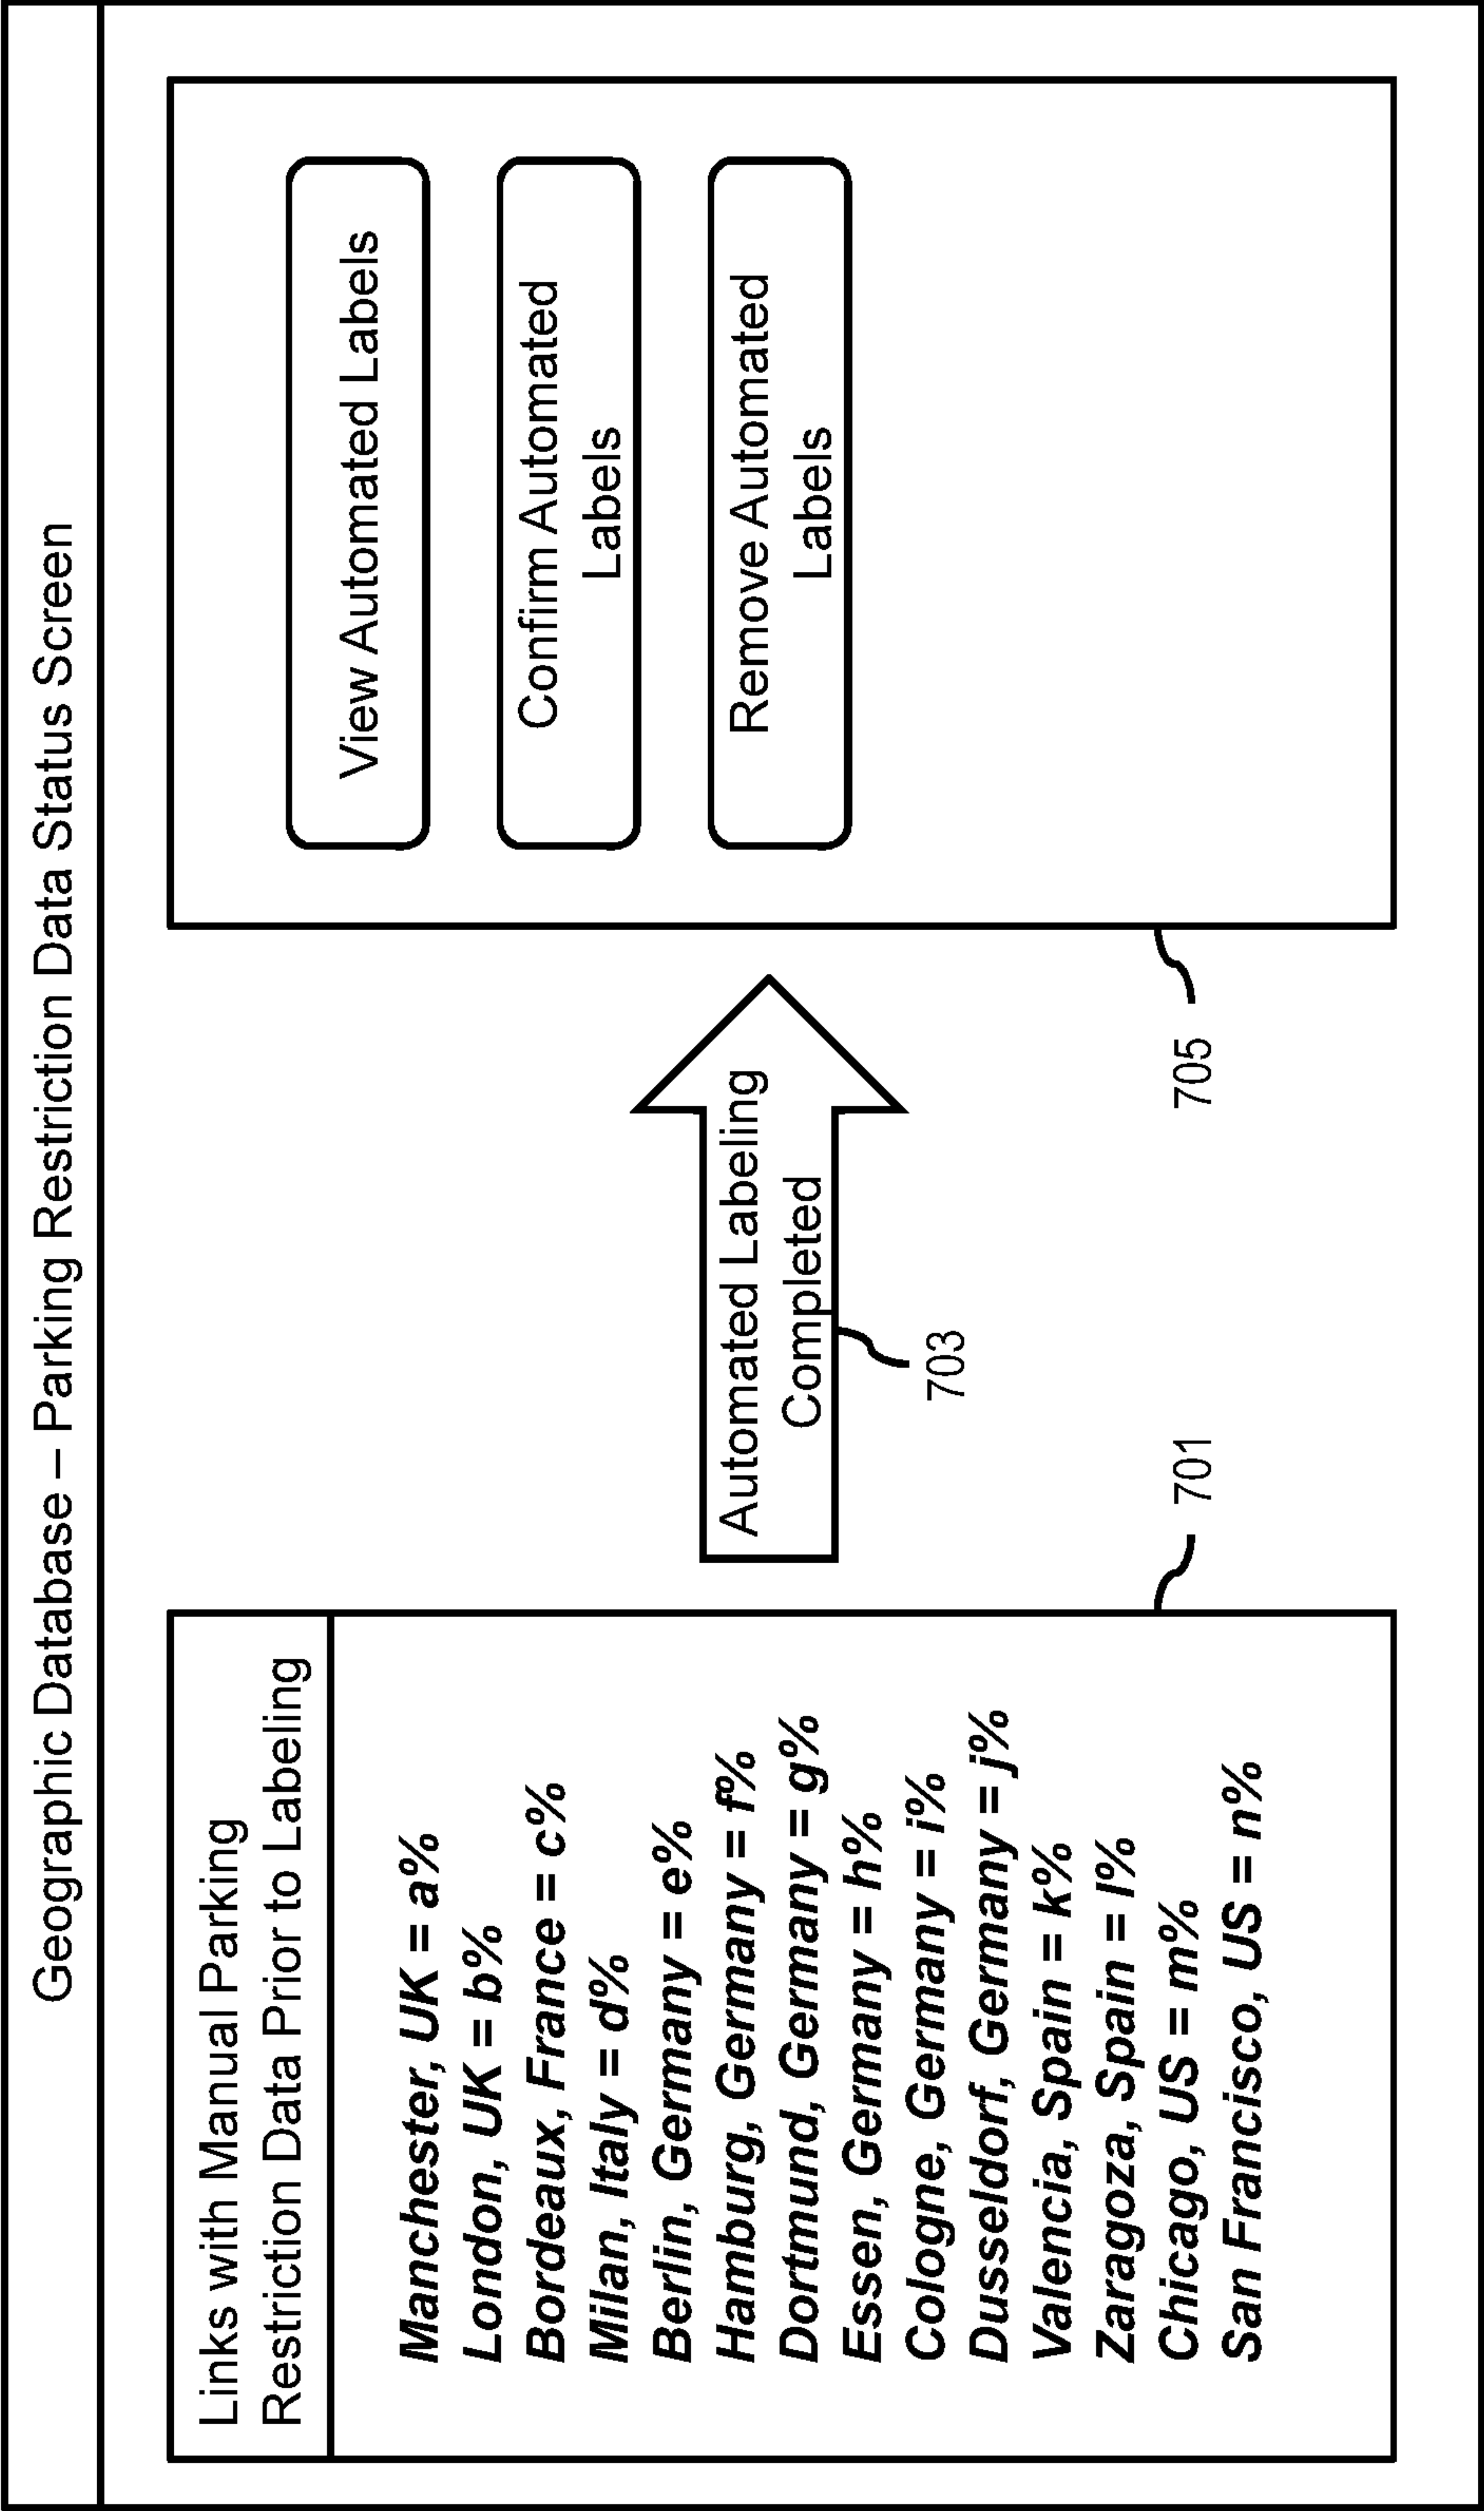 Geographic Database – Parking Restriction Data Status Screen
Links with Manual Parking
Restriction Data Prior to Labeling
Manchester, UK = a%
London, UK = b%
Bordeaux, France = c%
Milan, Italy = d%
Berlin, Germany = e%
Hamburg, Germany = f%
Dortmund, Germany = g%
Essen, Germany = h%
Cologne, Germany = i%
Dusseldorf, Germany = j%
Valencia, Spain = k%
Zaragoza, Spain = l%
Chicago, US = m%
San Francisco, US = n%
701
Automated Labeling
Completed
703
View Automated Labels
Confirm Automated
Labels
Remove Automated
Labels
705